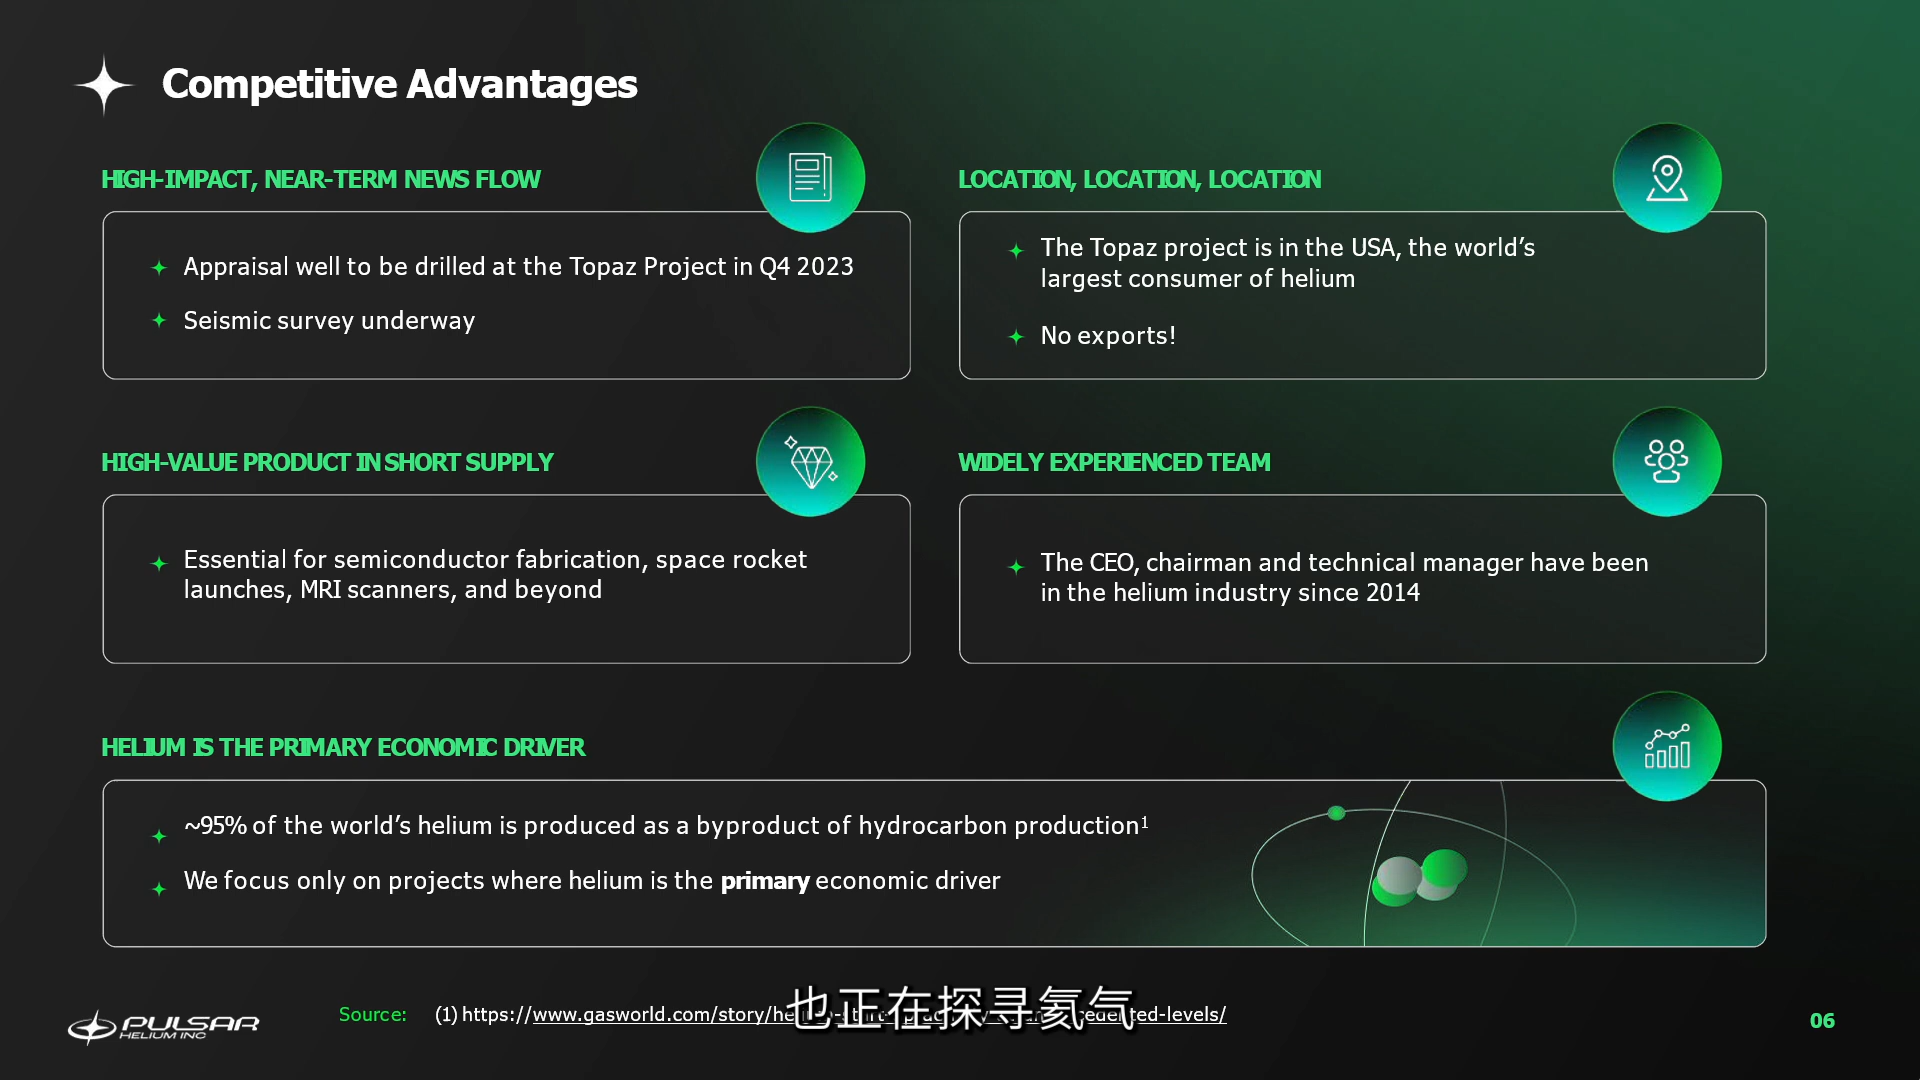 Competitive Advantages
HIGH-IMPACT, NEAR-TERM NEWS FLOW
Appraisal well to be drilled at the Topaz Project in Q4 2023
Seismic survey underway
LOCATION, LOCATION, LOCATION
The Topaz project is in the USA, the world’s
largest consumer of helium
No exports!
HIGH-VALUE PRODUCT IN SHORT SUPPLY
Essential for semiconductor fabrication, space rocket
launches, MRI scanners, and beyond
WIDELY EXPERIENCED TEAM
The CEO, chairman and technical manager have been
in the helium industry since 2014
HELIUM IS THE PRIMARY ECONOMIC DRIVER
~95% of the world’s helium is produced as a byproduct of hydrocarbon production¹
We focus only on projects where helium is the primary economic driver
Source: (1) https://www.gasworld.com/story/
也正在探寻氦气
PULSAR
HELIUM INC
06